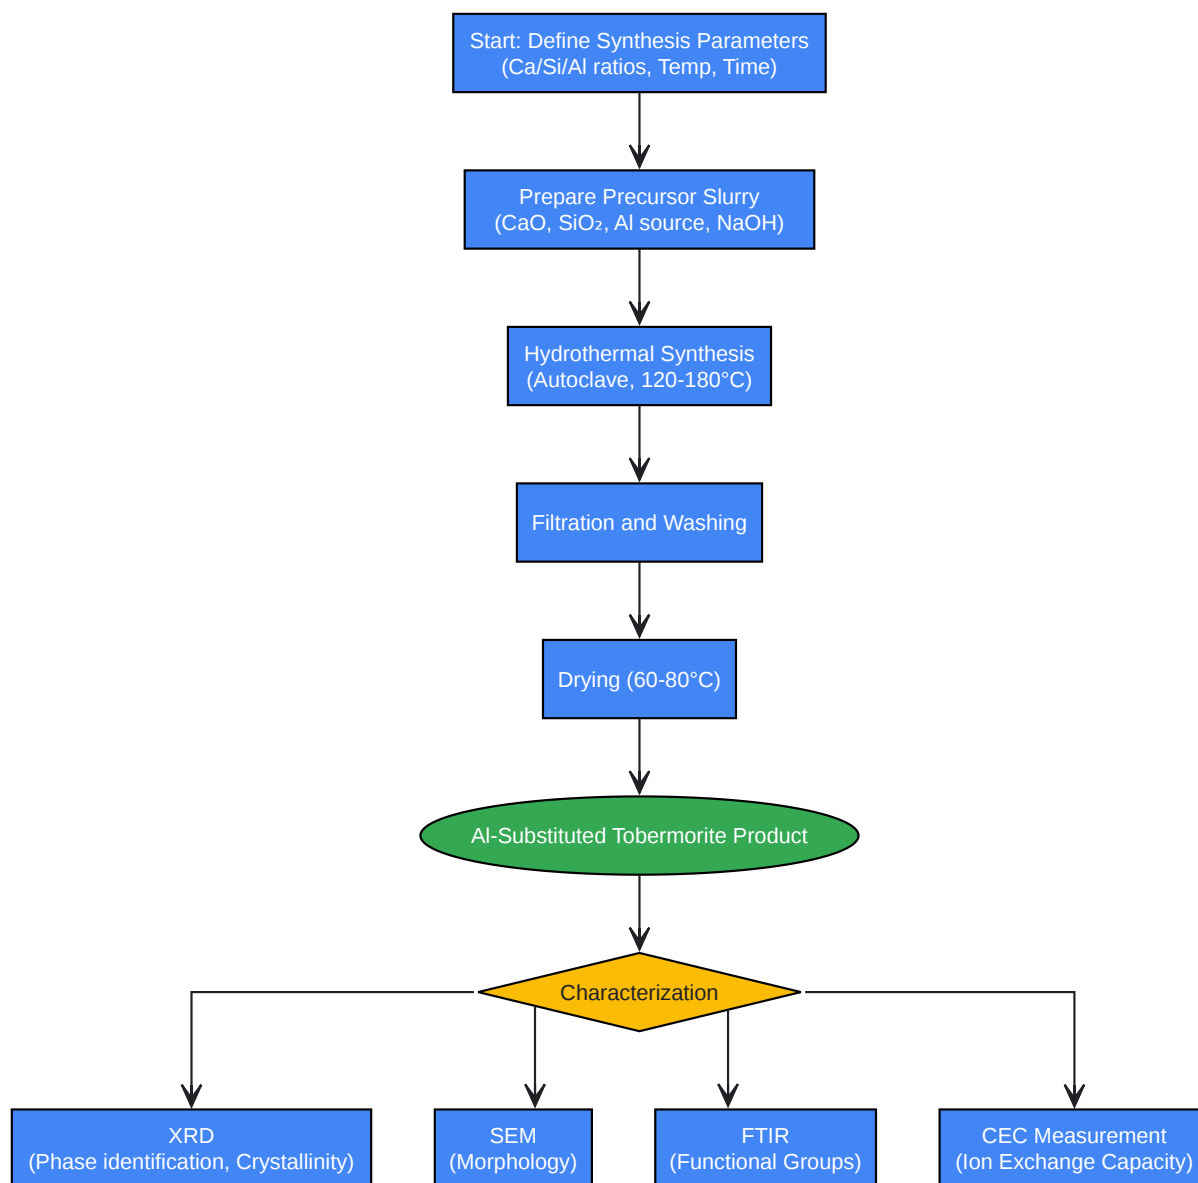 Start: Define Synthesis Parameters
(Ca/Si/Al ratios, Temp, Time)
Prepare Precursor Slurry
(CaO, SiO₂, Al source, NaOH)
Hydrothermal Synthesis
(Autoclave, 120-180°C)
Filtration and Washing
Drying (60-80°C)
Al-Substituted Tobermorite Product
Characterization
XRD
(Phase identification, Crystallinity)
SEM
(Morphology)
FTIR
(Functional Groups)
CEC Measurement
(Ion Exchange Capacity)